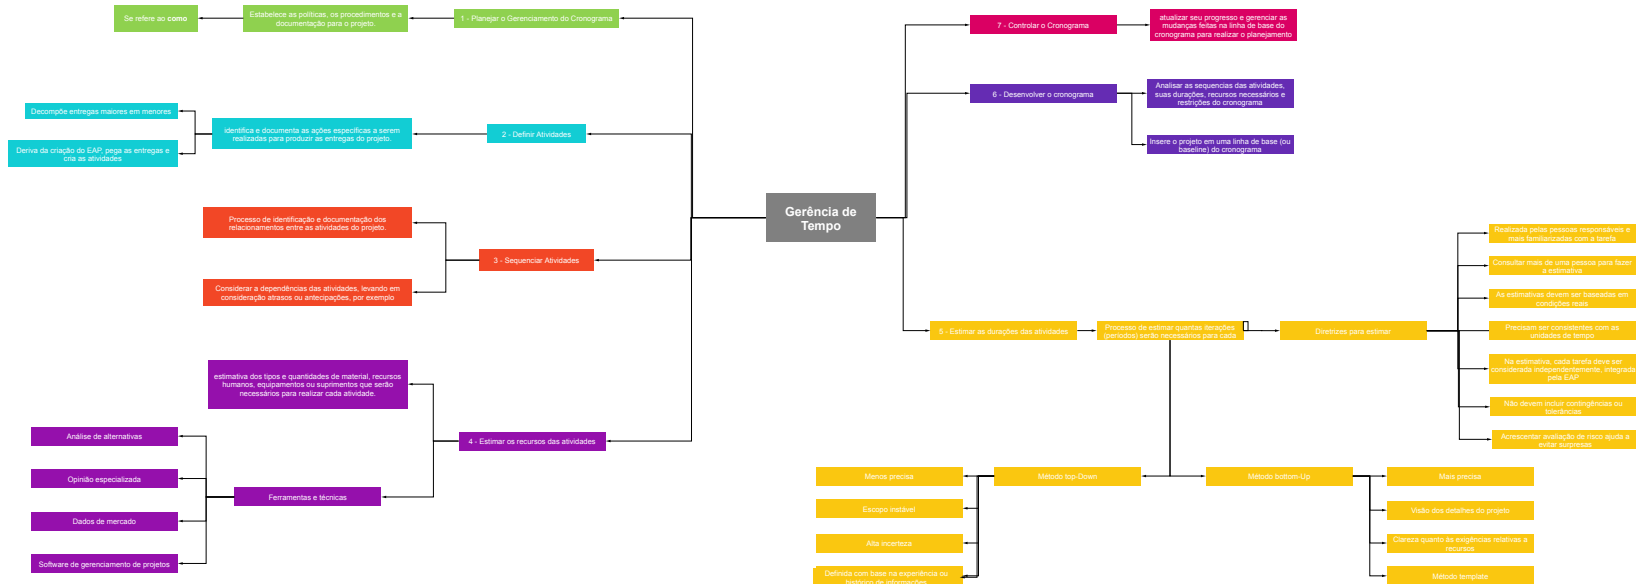 Se refere ao como
Estabelece as políticas, os procedimentos e a
documentação para o projeto.
1 - Planejar o Gerenciamento do Cronograma
Decompõe entregas maiores em menores
Deriva da criação do EAP, pega as entregas e
cria as atividades
identifica e documenta as ações específicas a serem
realizadas para produzir as entregas do projeto.
2 - Definir Atividades
Processo de identificação e documentação dos
relacionamentos entre as atividades do projeto.
Considerar a dependências das atividades, levando em
consideração atrasos ou antecipações, por exemplo
3 - Sequenciar Atividades
estimativa dos tipos e quantidades de material, recursos
humanos, equipamentos ou suprimentos que serão
necessários para realizar cada atividade.
4 - Estimar os recursos das atividades
Análise de alternativas
Opinião especializada
Dados de mercado
Software de gerenciamento de projetos
Ferramentas e técnicas
Gerência de
Tempo
7 - Controlar o Cronograma
atualizar seu progresso e gerenciar as
mudanças feitas na linha de base do
cronograma para realizar o planejamento
6 - Desenvolver o cronograma
Analisar as sequencias das atividades,
suas durações, recursos necessários e
restrições do cronograma
Insere o projeto em uma linha de base (ou
baseline) do cronograma
5 - Estimar as durações das atividades
Processo de estimar quantas iterações
(períodos) serão necessários para cada
Diretrizes para estimar
Realizada pelas pessoas responsáveis e
mais familiarizadas com a tarefa
Consultar mais de uma pessoa para fazer
a estimativa
As estimativas devem ser baseadas em
condições reais
Precisam ser consistentes com as
unidades de tempo
Na estimativa, cada tarefa deve ser
considerada independentemente, integrada
pela EAP
Não devem incluir contingências ou
tolerâncias
Acrescentar avaliação de risco ajuda a
evitar surpresas
Menos precisa
Escopo instável
Alta incerteza
Definida com base na experiência ou
histórico de informações
Método top-Down
Método bottom-Up
Mais precisa
Visão dos detalhes do projeto
Clareza quanto às exigências relativas a
recursos
Método template